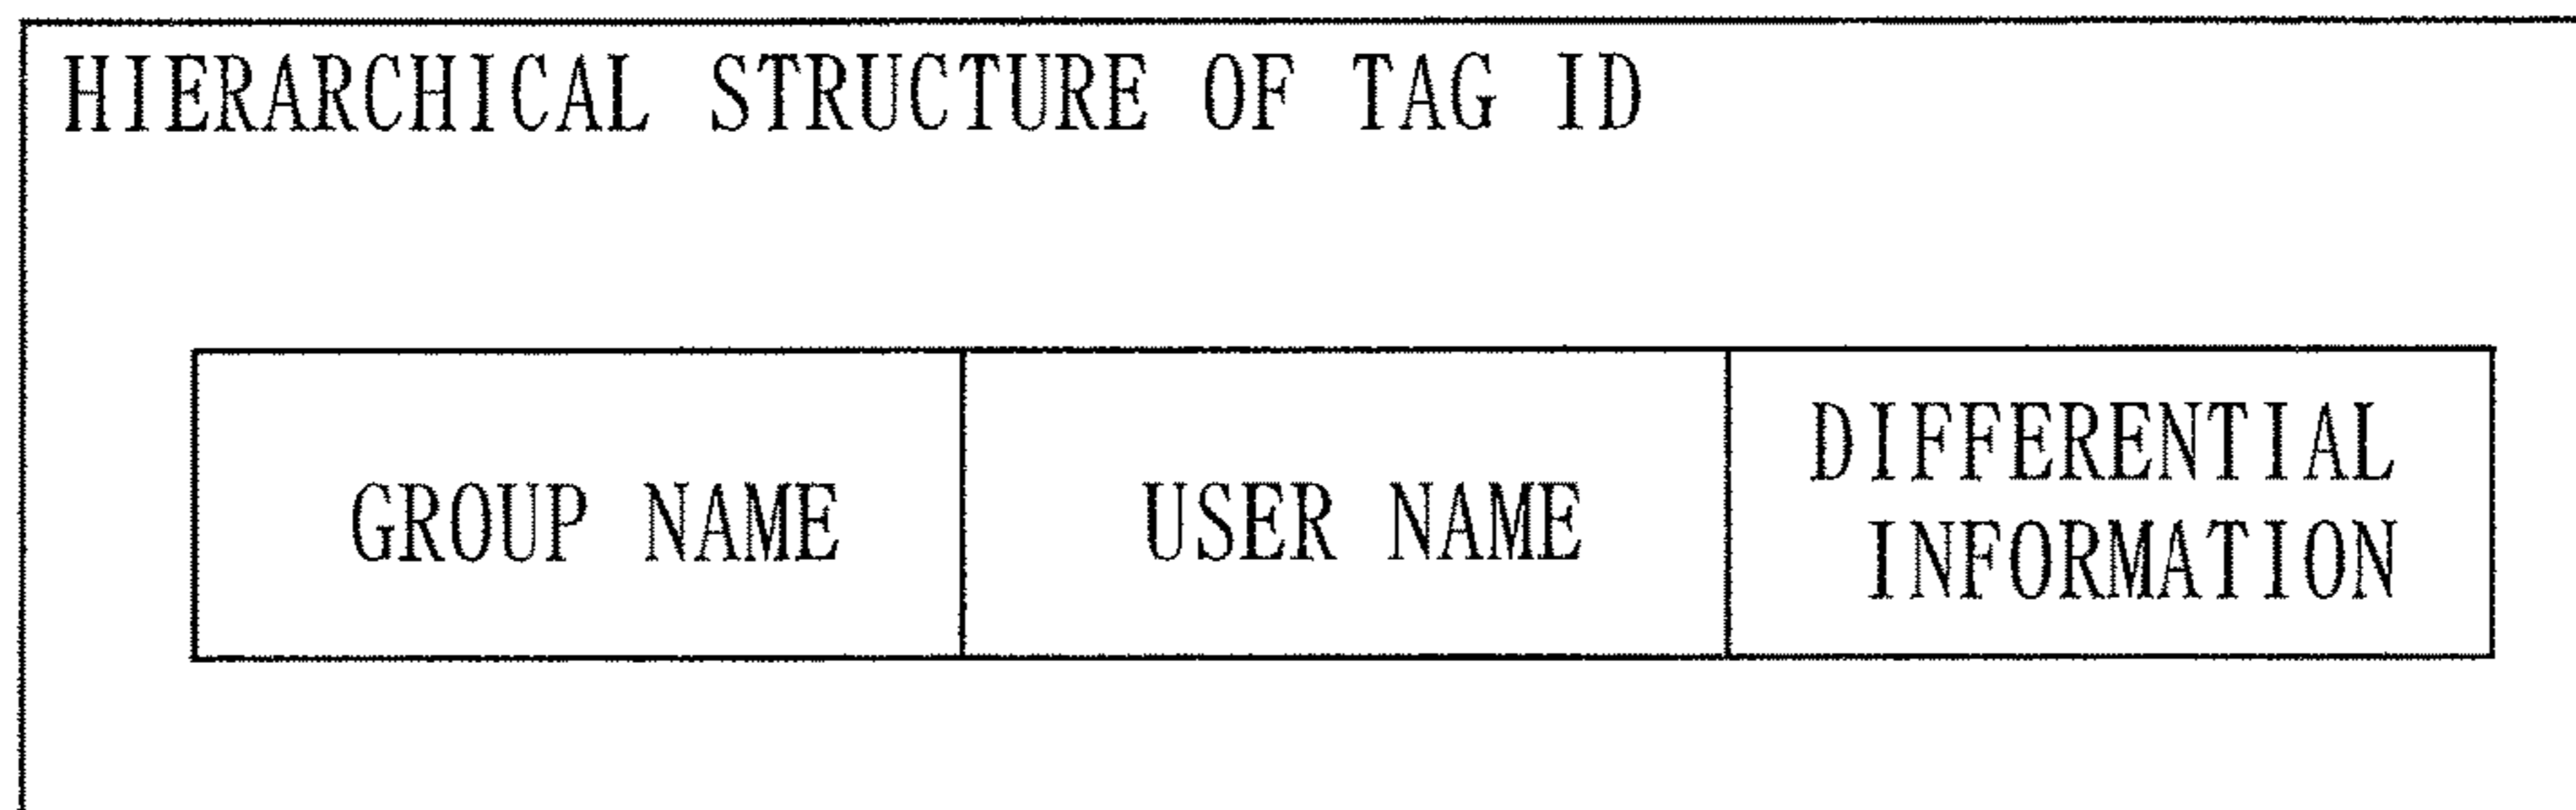 HIERARCHICAL STRUCTURE OF TAG ID
GROUP NAME
USER NAME
DIFFERENTIAL
INFORMATION